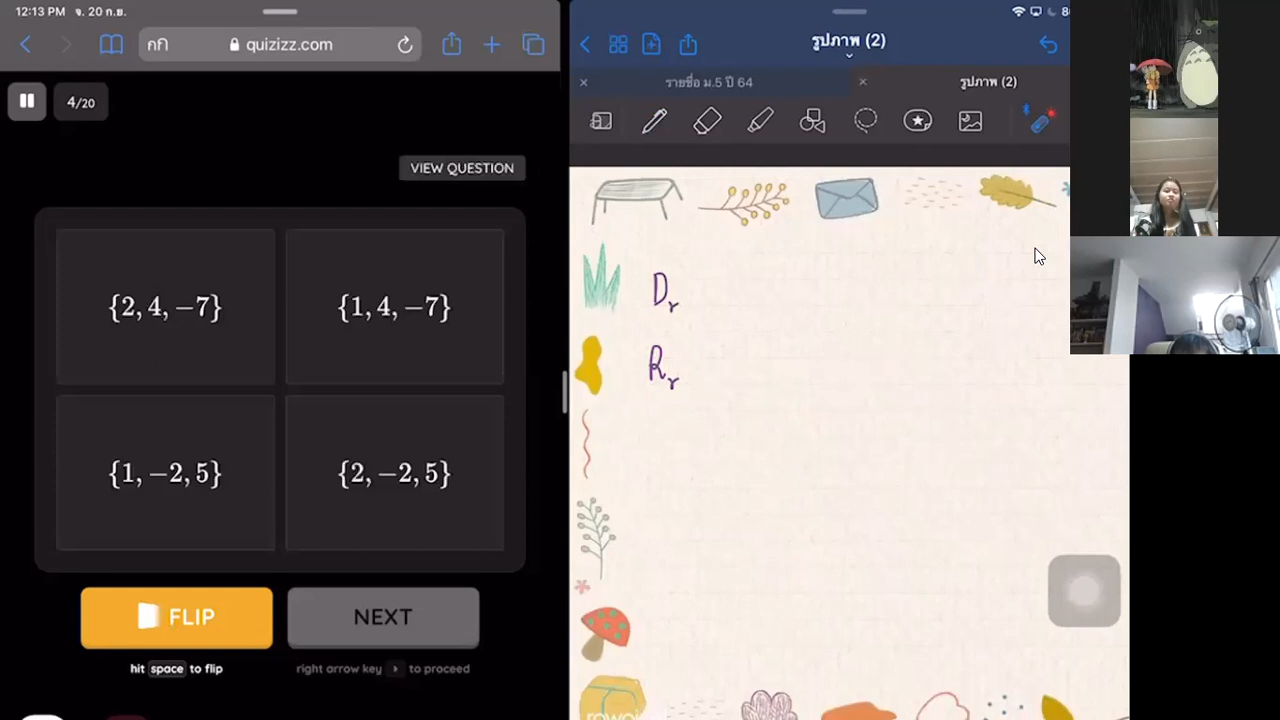 12:13 PM จ. 20 ก.ย.
กกิ quizizz.com
4/20
VIEW QUESTION
{2, 4, −7}
{1, 4, −7}
{1, −2, 5}
{2, −2, 5}
FLIP
NEXT
hit space to flip
right arrow key to proceed
รูปภาพ (2)
รายชื่อ ม.5 ปี 64
รูปภาพ (2)
Dr
Rr